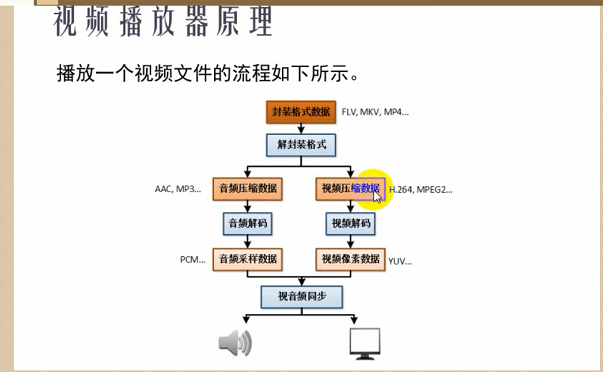 视频播放器原理
播放一个视频文件的流程如下所示。
封装格式数据 FLV, MKV, MP4...
解封装格式
AAC, MP3... 音频压缩数据 视频压缩数据 H.264, MPEG2...
音频解码 视频解码
PCM... 音频采样数据 视频像素数据 YUV...
视音频同步